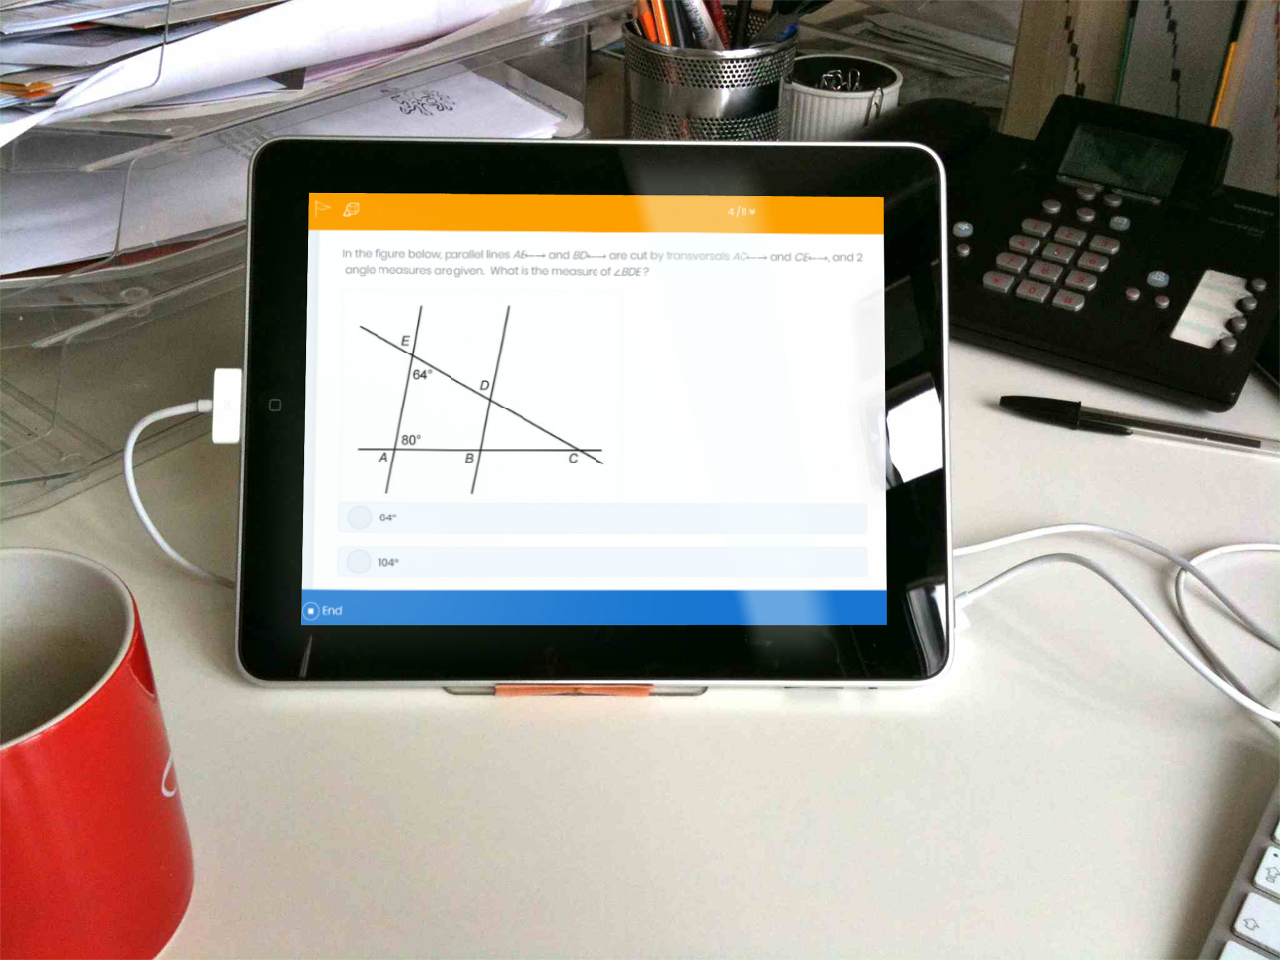 4/8
In the figure below, parallel lines AE⟷ and BD⟷ are cut by transversals AC⟷ and CE⟷, and 2
angle measures are given. What is the measure of ∠BDE?
E
64°
D
80°
A
B
C
64°
104°
End